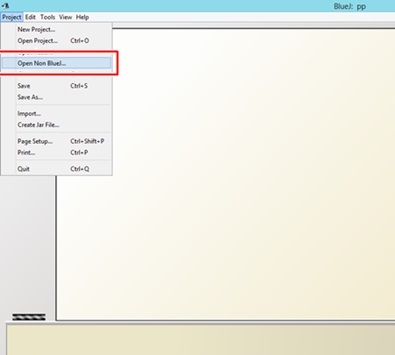 BlueJ: pp
Project Edit Tools View Help
New Project...
Open Project... Ctrl+O
Open Non BlueJ...
Save Ctrl+S
Save As...
Import...
Create Jar File...
Page Setup... Ctrl+Shift+P
Print... Ctrl+P
Quit Ctrl+Q